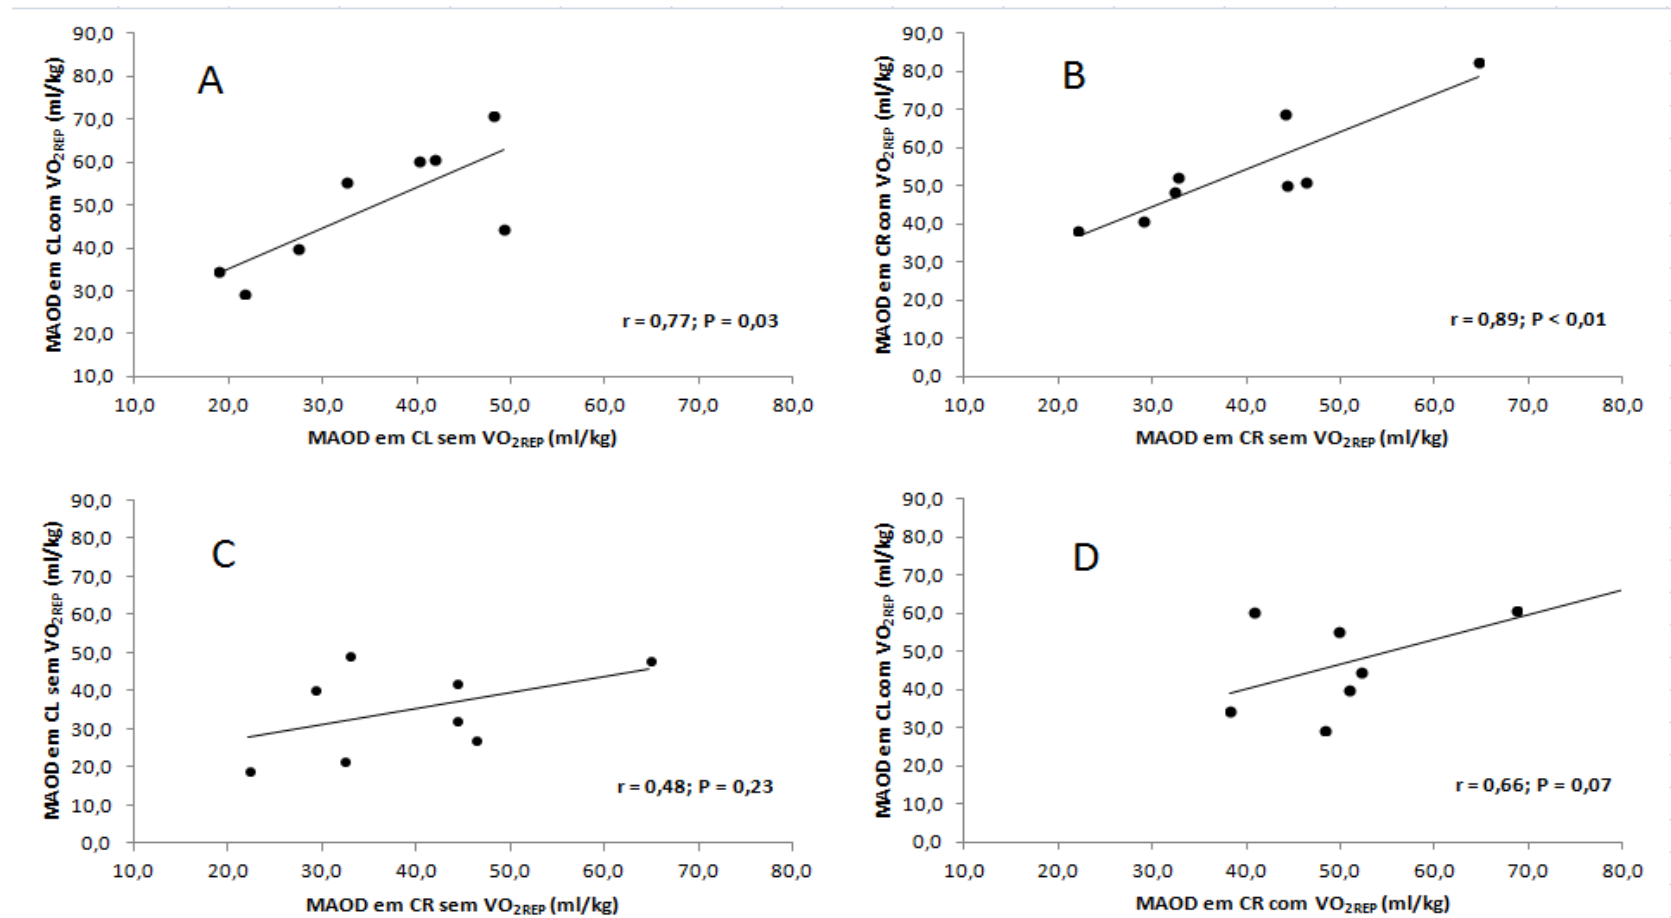 A
MAOD em CL com VO2REP (ml/kg)
90,0
80,0
70,0
60,0
50,0
40,0
30,0
20,0
10,0
r = 0,77; P = 0,03
10,0 20,0 30,0 40,0 50,0 60,0 70,0 80,0
MAOD em CL sem VO2REP (ml/kg)
B
MAOD em CR com VO2REP (ml/kg)
90,0
80,0
70,0
60,0
50,0
40,0
30,0
20,0
10,0
0,0
r = 0,89; P < 0,01
10,0 20,0 30,0 40,0 50,0 60,0 70,0 80,0
MAOD em CR sem VO2REP (ml/kg)
C
MAOD em CL sem VO2REP (ml/kg)
90,0
80,0
70,0
60,0
50,0
40,0
30,0
20,0
10,0
0,0
r = 0,48; P = 0,23
10,0 20,0 30,0 40,0 50,0 60,0 70,0 80,0
MAOD em CR sem VO2REP (ml/kg)
D
MAOD em CL com VO2REP (ml/kg)
90,0
80,0
70,0
60,0
50,0
40,0
30,0
20,0
10,0
0,0
r = 0,66; P = 0,07
10,0 20,0 30,0 40,0 50,0 60,0 70,0 80,0
MAOD em CR com VO2REP (ml/kg)